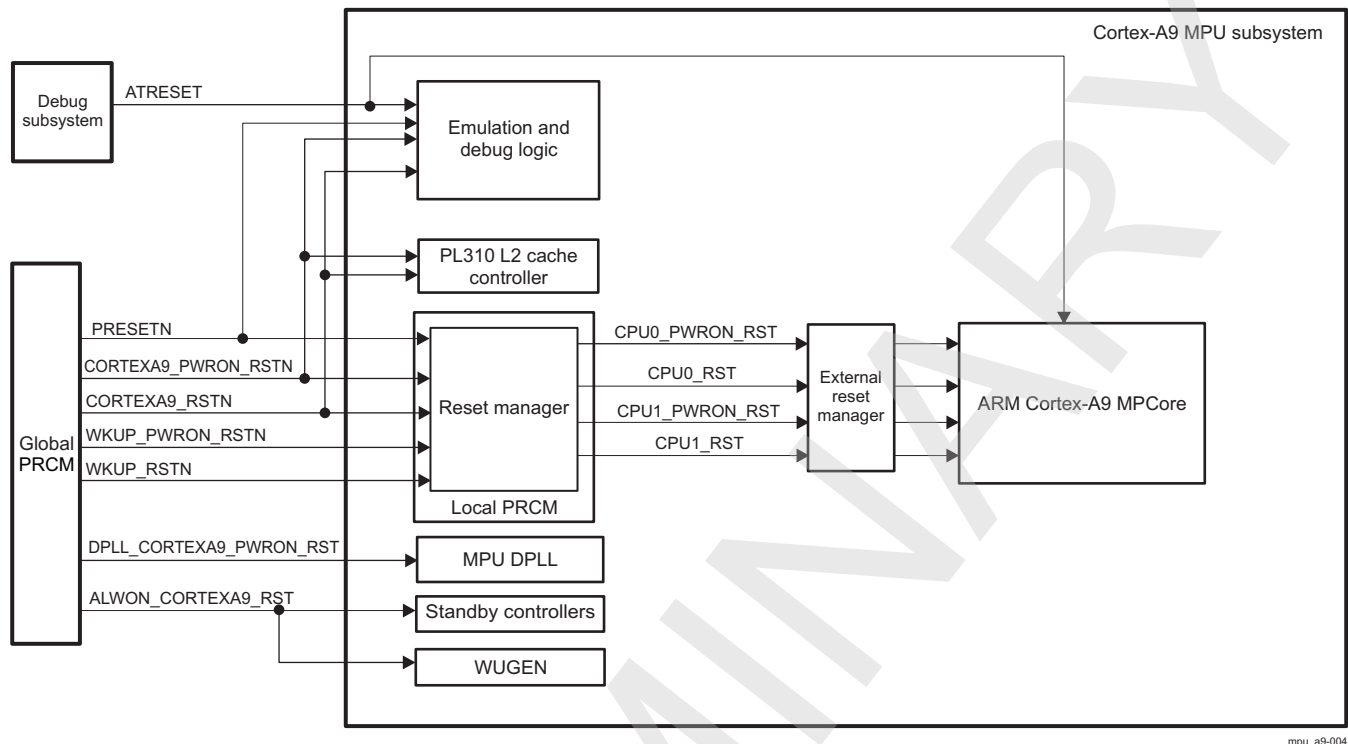 Cortex-A9 MPU subsystem
Debug
subsystem
ATRESET
Emulation and
debug logic
PL310 L2 cache
controller
Global
PRCM
PRESETN
CORTEXA9_PWRON_RSTN
CORTEXA9_RSTN
WKUP_PWRON_RSTN
WKUP_RSTN
Reset manager
Local PRCM
CPU0_PWRON_RST
CPU0_RST
CPU1_PWRON_RST
CPU1_RST
External
reset
manager
ARM Cortex-A9 MPCore
DPLL_CORTEXA9_PWRON_RST
MPU DPLL
ALWON_CORTEXA9_RST
Standby controllers
WUGEN
MINARY
mpu_a9-004